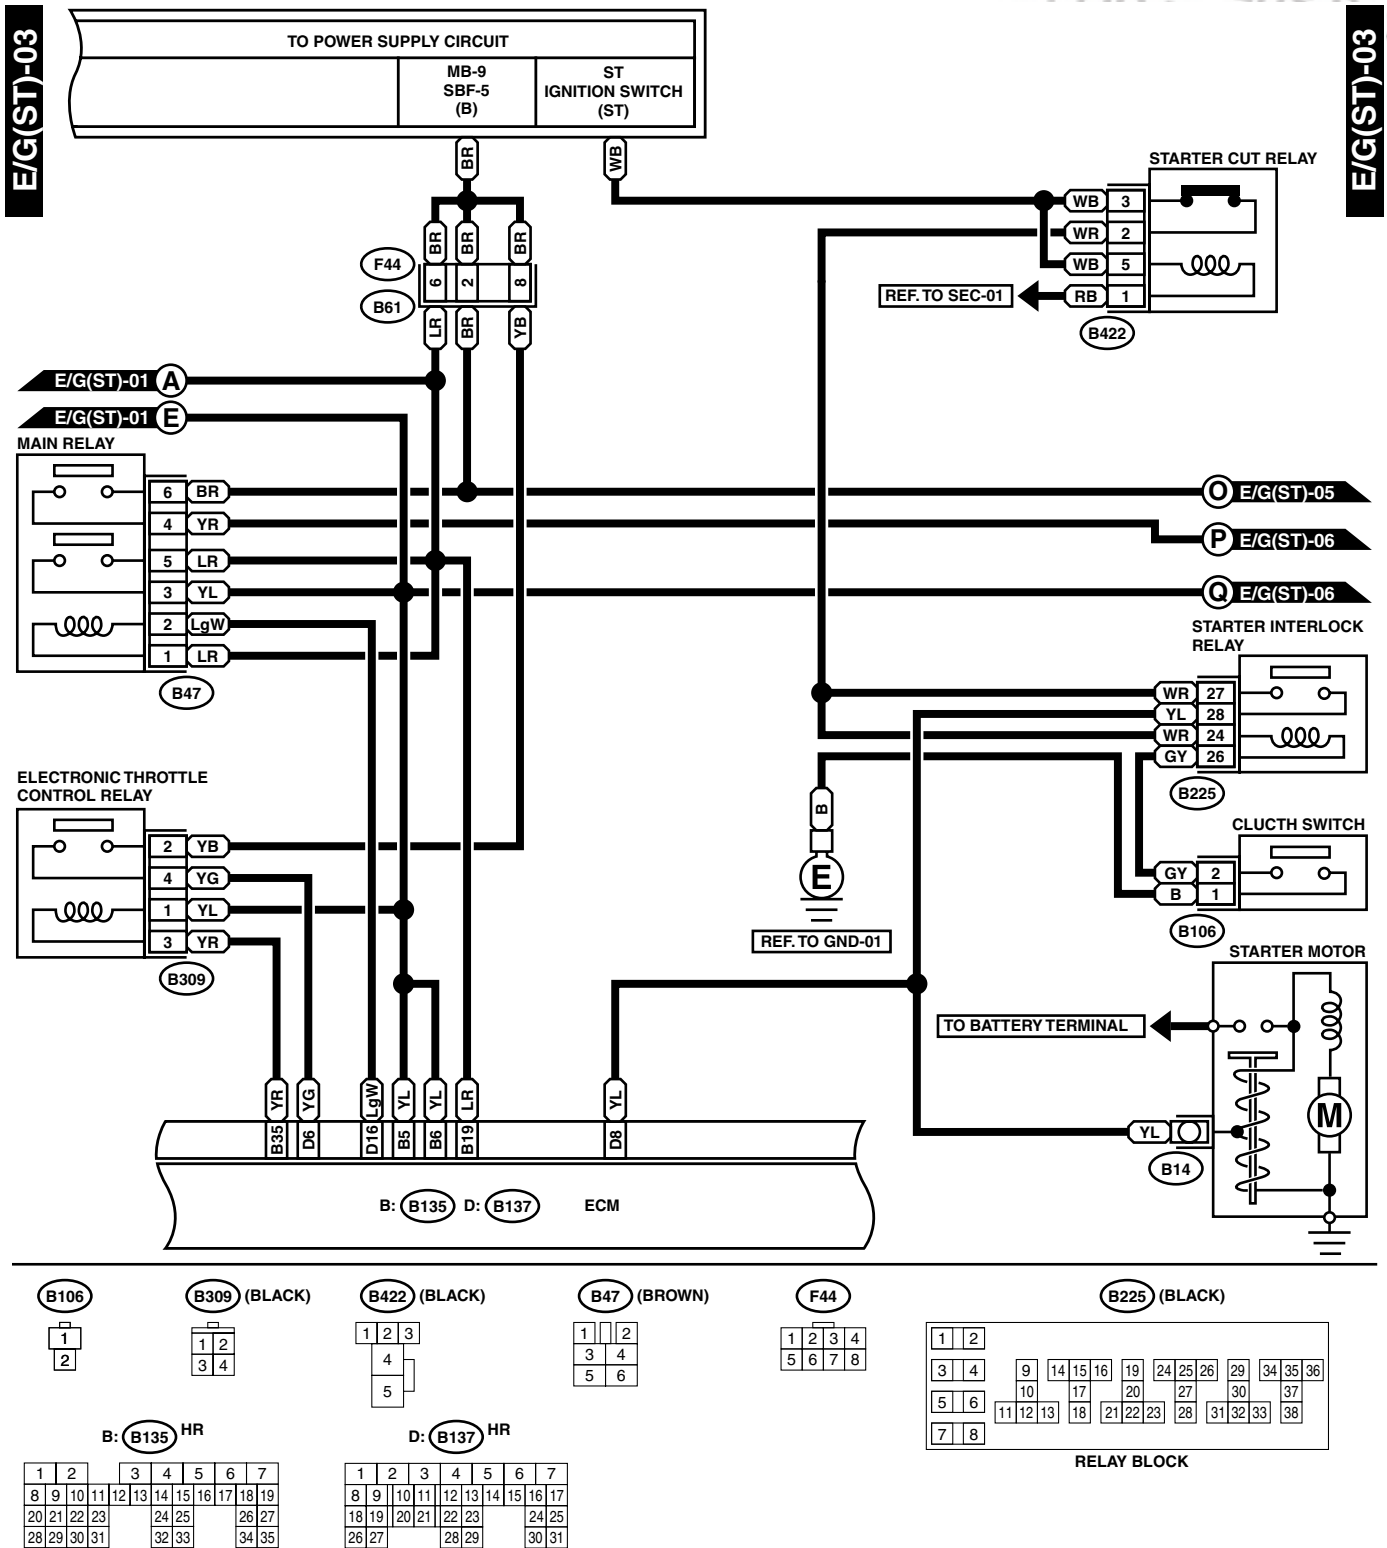 E/G(ST)-03
E/G(ST)-03
TO POWER SUPPLY CIRCUIT
MB-9
SBF-5
(B)
ST
IGNITION SWITCH
(ST)
BR
WB
BR
BR
BR
F44
6
2
8
B61
LR
BR
YB
STARTER CUT RELAY
WB 3
WR 2
WB 5
RB 1
REF. TO SEC-01
B422
E/G(ST)-01 A
E/G(ST)-01 E
MAIN RELAY
6 BR
4 YR
5 LR
3 YL
2 LgW
1 LR
B47
O E/G(ST)-05
P E/G(ST)-06
Q E/G(ST)-06
STARTER INTERLOCK
RELAY
WR 27
YL 28
WR 24
GY 26
B225
ELECTRONIC THROTTLE
CONTROL RELAY
2 YB
4 YG
1 YL
3 YR
B309
B
E
REF. TO GND-01
CLUCTH SWITCH
GY 2
B 1
B106
STARTER MOTOR
TO BATTERY TERMINAL
M
YL
B14
YR
YG
LgW
YL
YL
LR
YL
B35
D6
D16
B5
B6
B19
D8
B: B135 D: B137 ECM
B106
1
2
B309 (BLACK)
1 2
3 4
B422 (BLACK)
1 2 3
4
5
B47 (BROWN)
1 2
3 4
5 6
F44
1 2 3 4
5 6 7 8
B225 (BLACK)
1 2
3 4 9 14 15 16 19 24 25 26 29 34 35 36
10 17 20 27 30 37
5 6 11 12 13 18 21 22 23 28 31 32 33 38
7 8
RELAY BLOCK
B: B135 HR
1 2 3 4 5 6 7
8 9 10 11 12 13 14 15 16 17 18 19
20 21 22 23 24 25 26 27
28 29 30 31 32 33 34 35
D: B137 HR
1 2 3 4 5 6 7
8 9 10 11 12 13 14 15 16 17
18 19 20 21 22 23 24 25
26 27 28 29 30 31